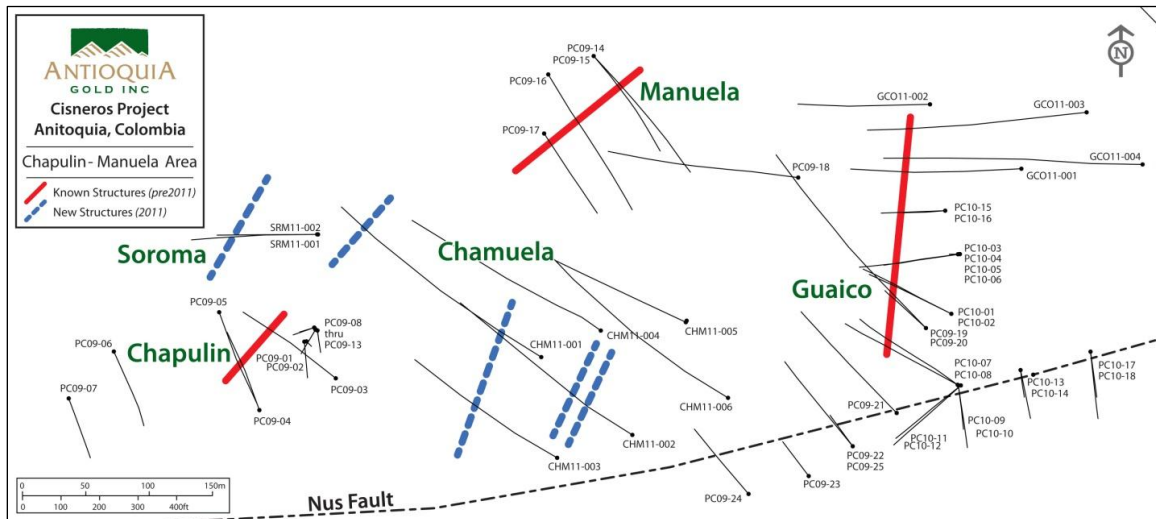 ANTIOQUIA
GOLD INC
Cisneros Project
Anitoquia, Colombia
Chapulin - Manuela Area
Known Structures (pre2011)
New Structures (2011)
N
PC09-14
PC09-15
PC09-16
PC09-17
Manuela
PC09-18
GCO11-002
GCO11-003
GCO11-004
GCO11-001
PC10-15
PC10-16
PC10-03
PC10-04
PC10-05
PC10-06
Guaico
PC10-01
PC10-02
PC09-19
PC09-20
SRM11-002
SRM11-001
Soroma
Chamuela
CHM11-005
CHM11-004
CHM11-001
CHM11-006
CHM11-002
CHM11-003
PC09-05
PC09-06
PC09-07
Chapulin
PC09-08
thru
PC09-13
PC09-01
PC09-02
PC09-03
PC09-04
PC10-07
PC10-08
PC10-13
PC10-14
PC10-17
PC10-18
PC09-21
PC10-09
PC10-10
PC10-11
PC10-12
PC09-22
PC09-25
PC09-23
PC09-24
Nus Fault
0 50 100 150m
0 100 200 300 400ft